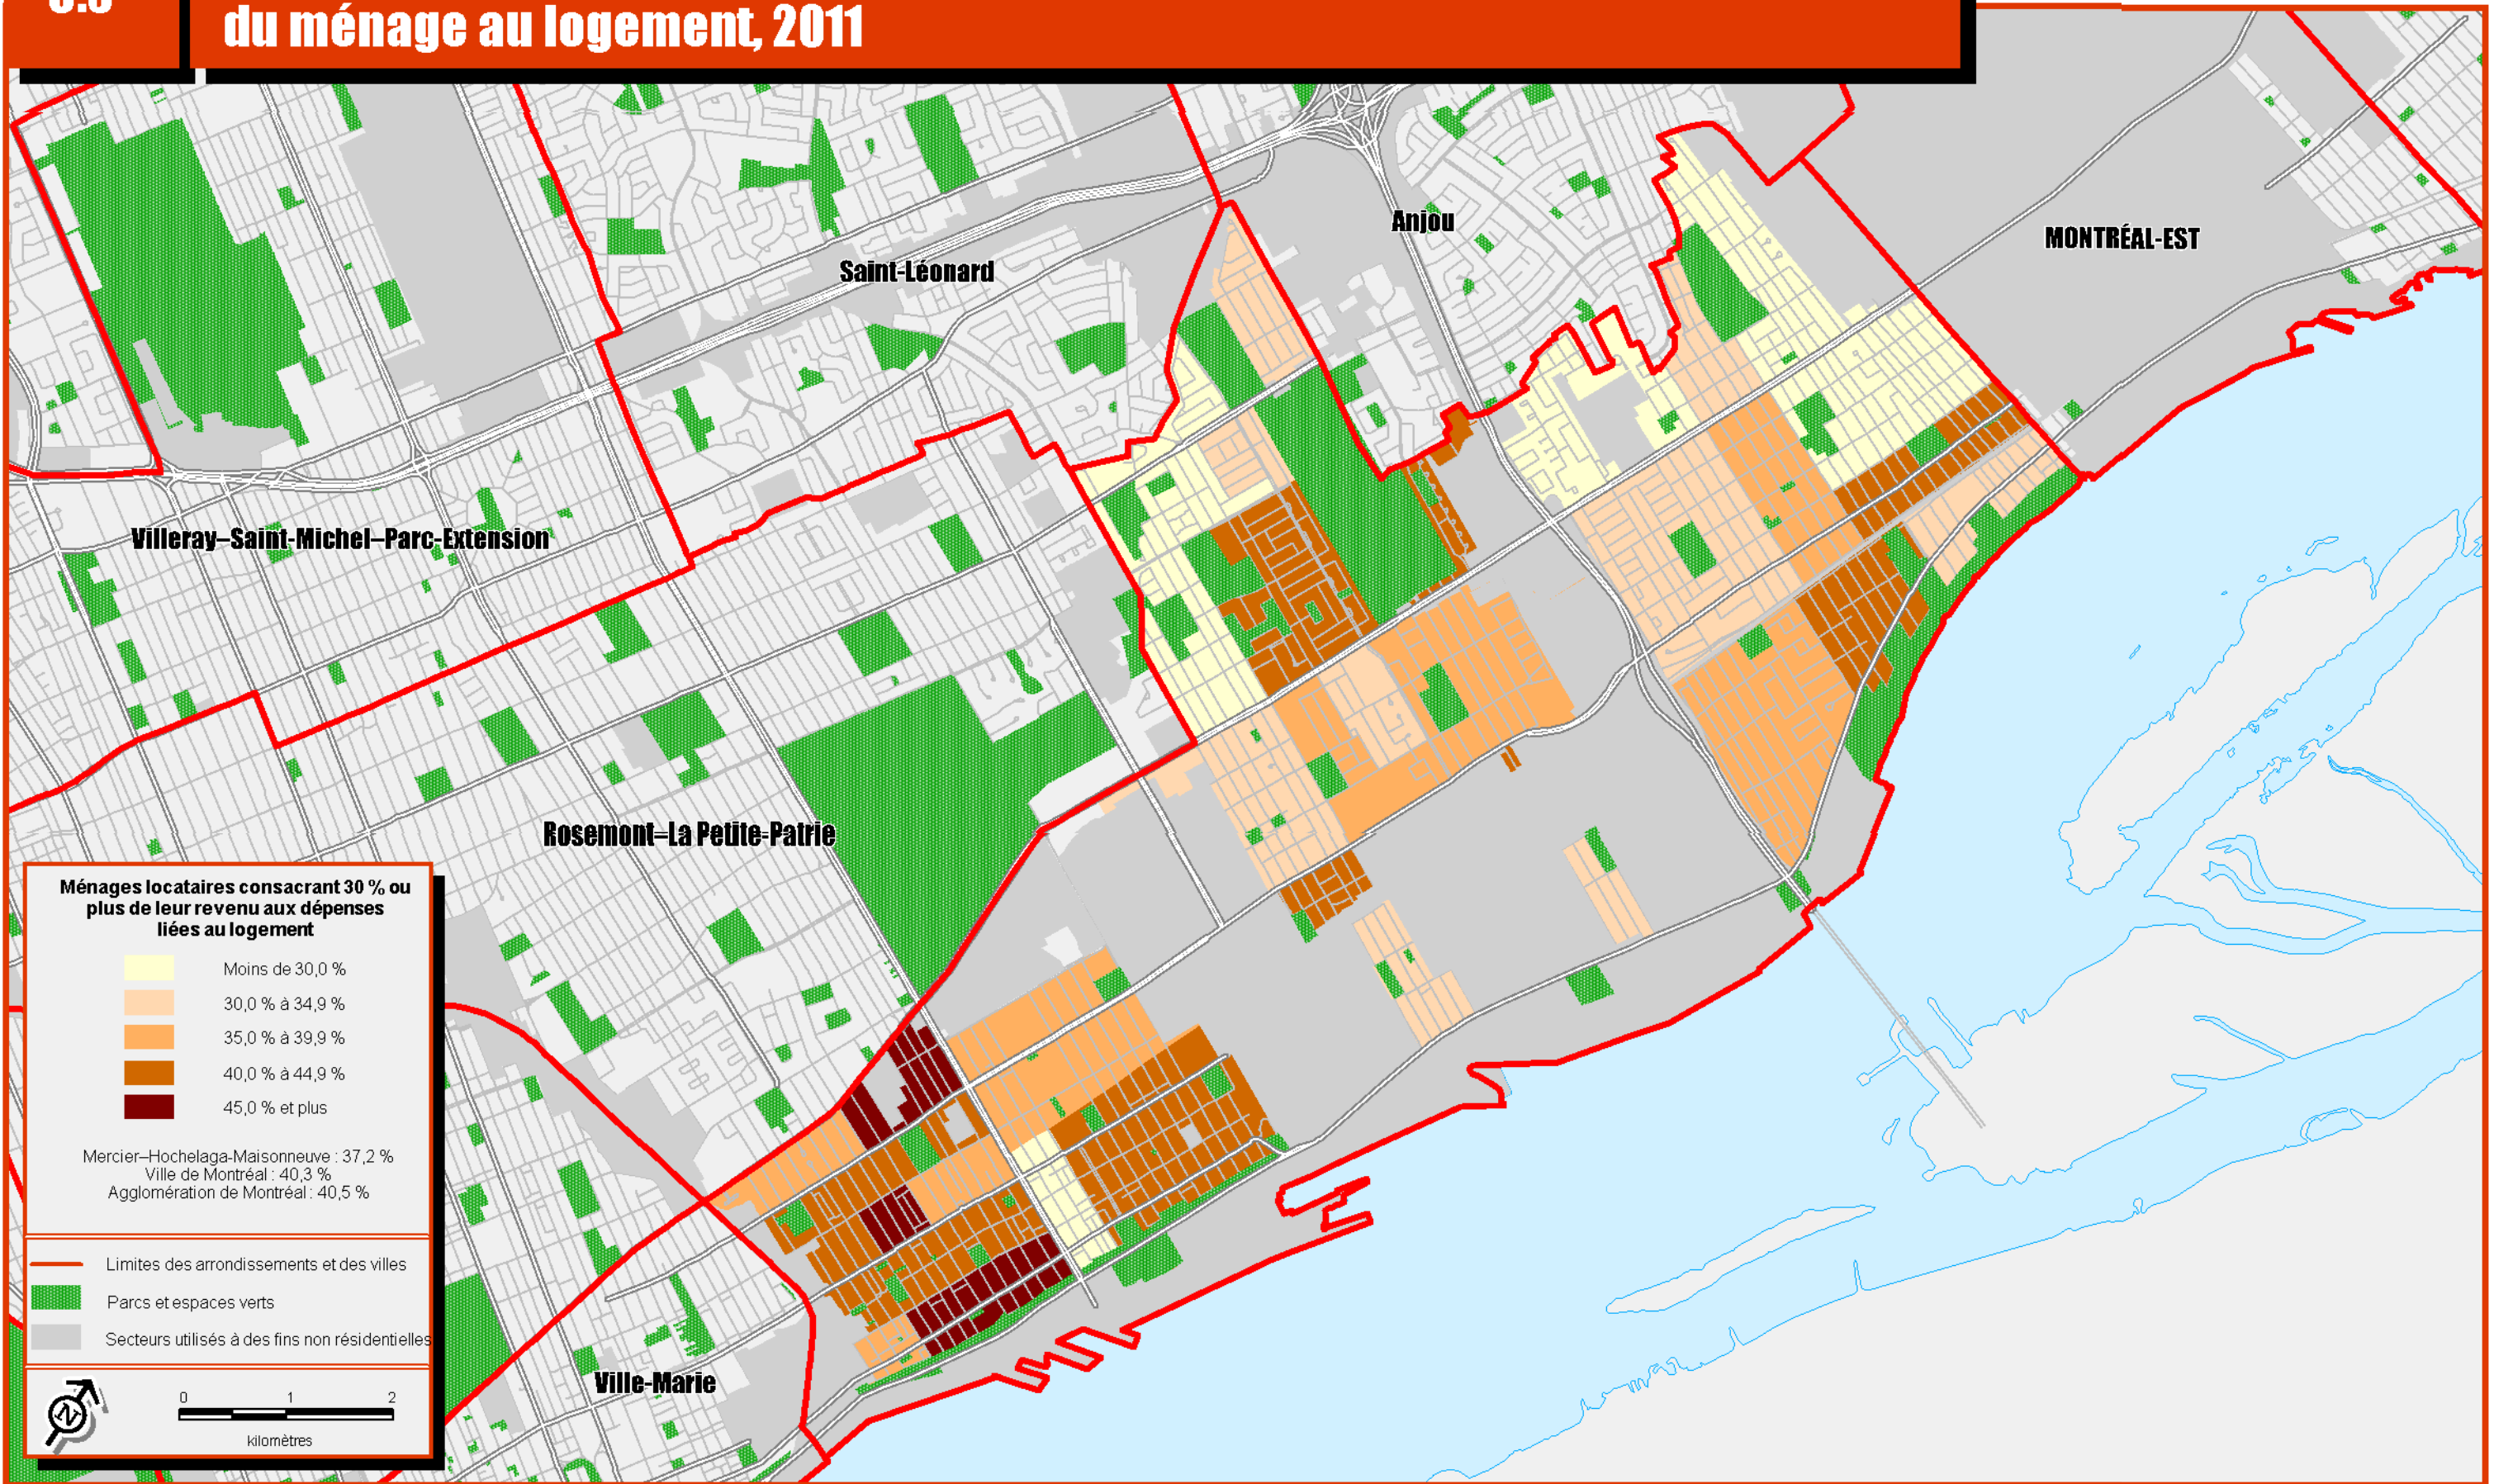 du ménage au logement, 2011
Anjou
MONTRÉAL-EST
Saint-Léonard
Villeray–Saint-Michel–Parc-Extension
Rosemont–La Petite-Patrie
Ville-Marie
Ménages locataires consacrant 30 % ou
plus de leur revenu aux dépenses
liées au logement
Moins de 30,0 %
30,0 % à 34,9 %
35,0 % à 39,9 %
40,0 % à 44,9 %
45,0 % et plus
Mercier–Hochelaga-Maisonneuve : 37,2 %
Ville de Montréal : 40,3 %
Agglomération de Montréal : 40,5 %
Limites des arrondissements et des villes
Parcs et espaces verts
Secteurs utilisés à des fins non résidentielles
N
0 1 2
kilomètres